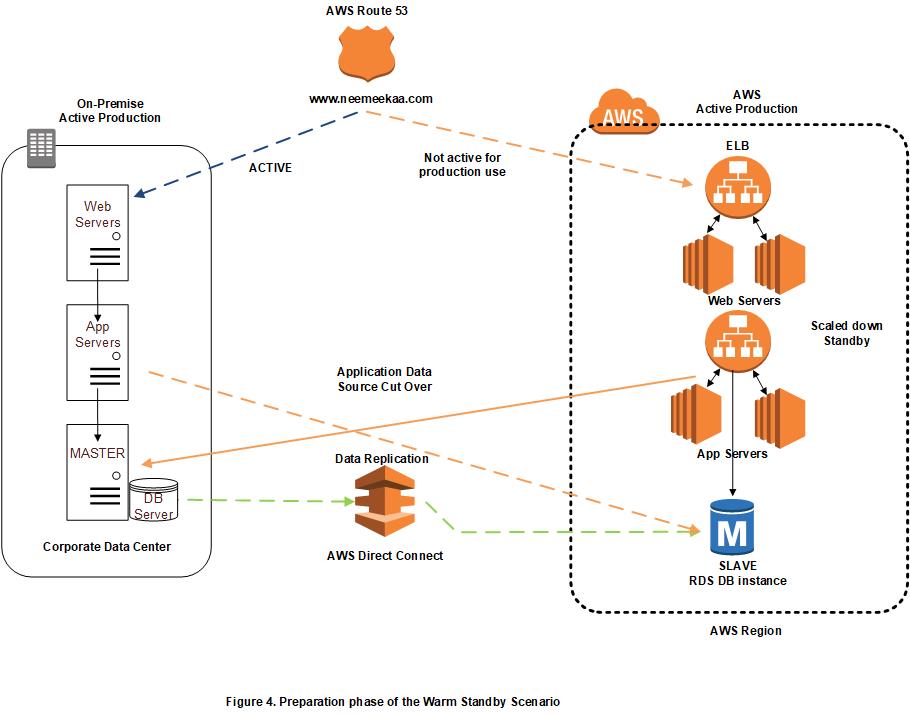 AWS Route 53
www.neemeekaa.com
On-Premise
Active Production
ACTIVE
Not active for
production use
AWS
AWS
Active Production
ELB
Web
Servers
Web Servers
App
Servers
Scaled down
Standby
Application Data
Source Cut Over
App Servers
MASTER
Data Replication
DB
Server
M
Corporate Data Center
AWS Direct Connect
SLAVE
RDS DB instance
AWS Region
Figure 4. Preparation phase of the Warm Standby Scenario